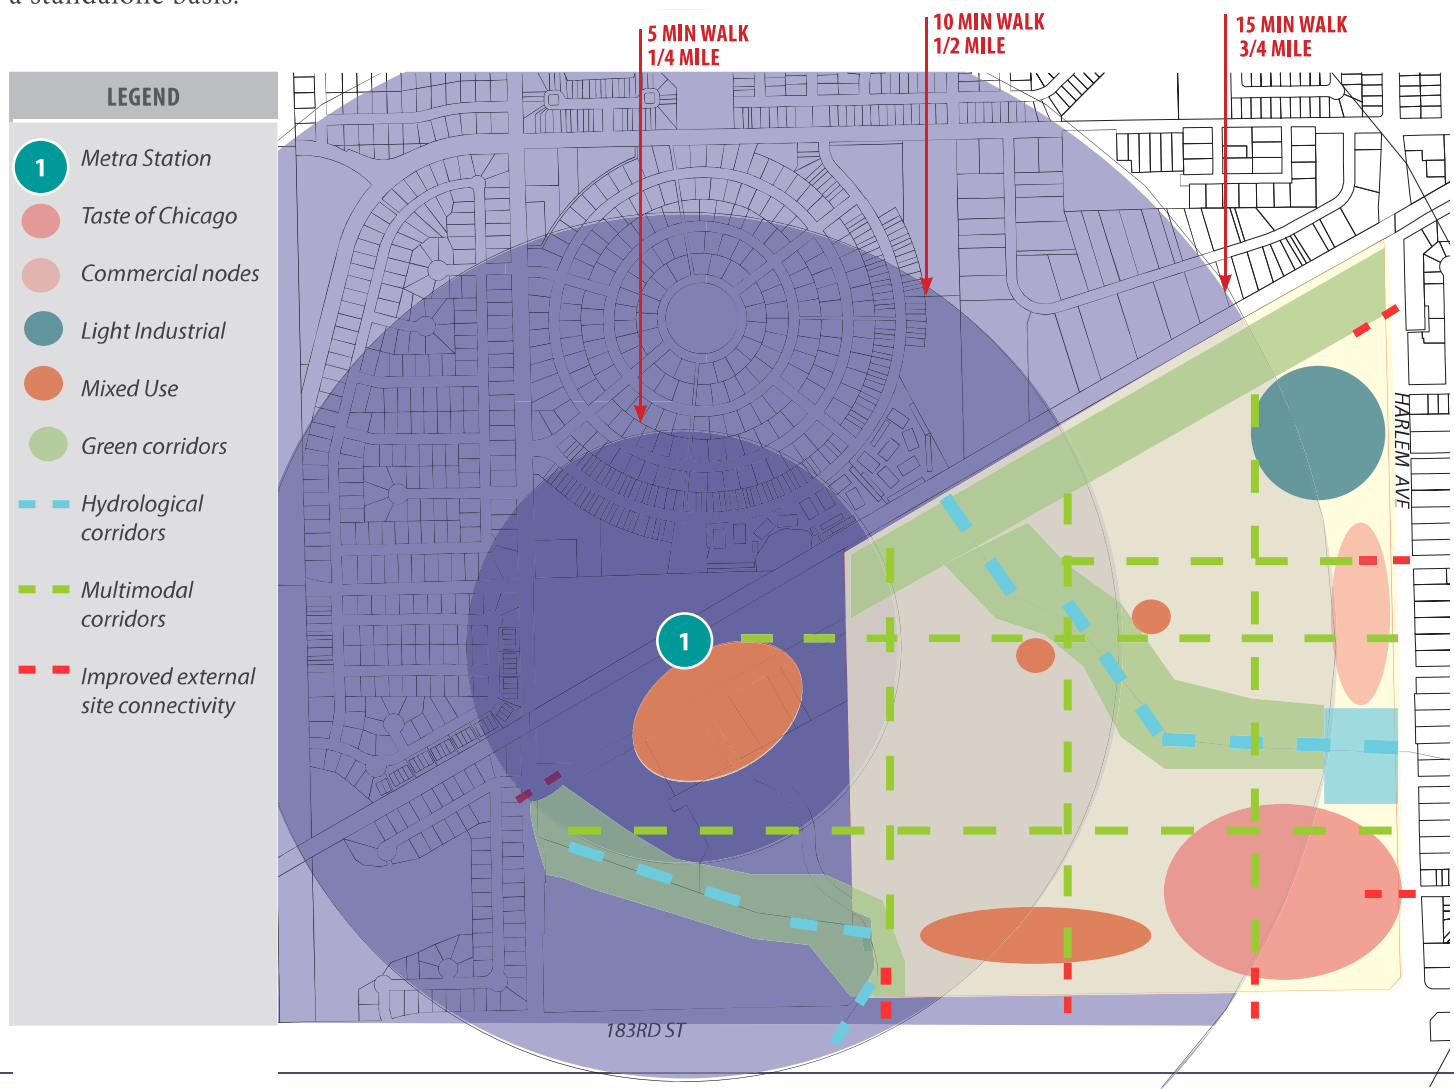 a standalone basis.
5 MIN WALK
1/4 MILE
10 MIN WALK
1/2 MILE
15 MIN WALK
3/4 MILE
LEGEND
1 Metra Station
Taste of Chicago
Commercial nodes
Light Industrial
Mixed Use
Green corridors
Hydrological
corridors
Multimodal
corridors
Improved external
site connectivity
HARLEM AVE
1
183RD ST